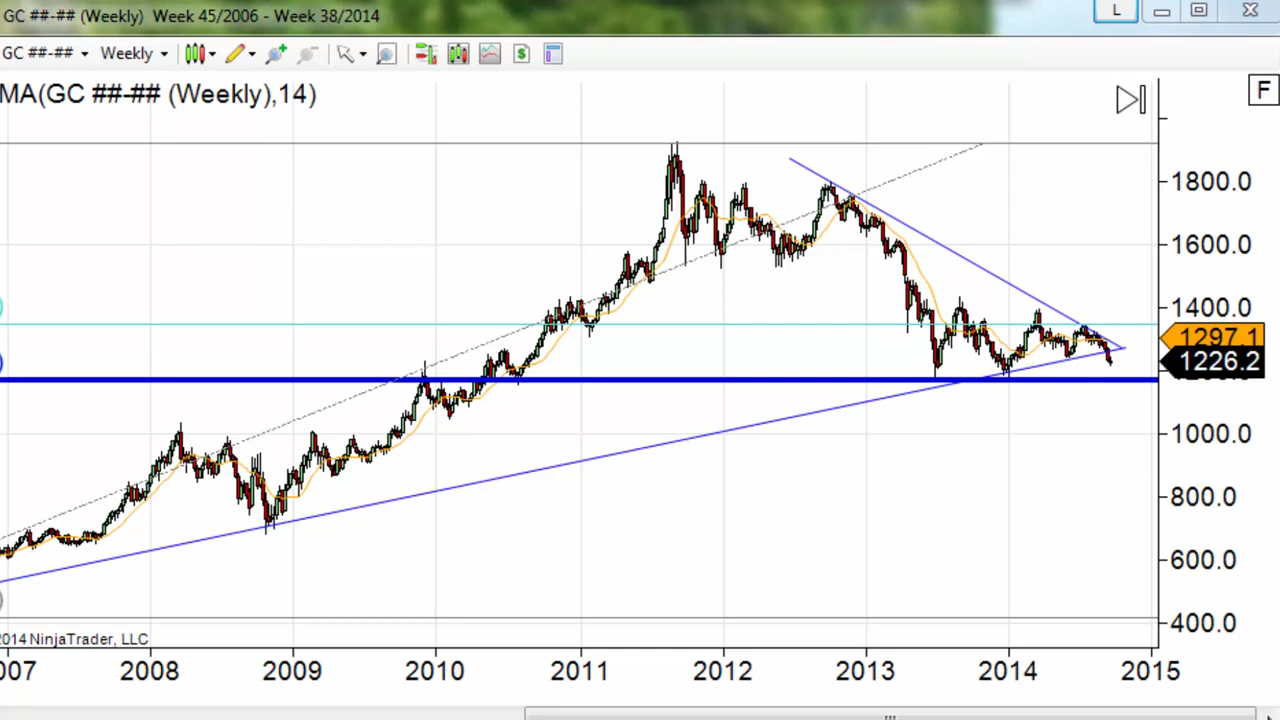 GC ##-## (Weekly)  Week 45/2006 - Week 38/2014
L
GC ##-## Weekly $
MA(GC ##-## (Weekly),14)
F
1800.0
1600.0
1400.0
1297.1
1226.2
1000.0
800.0
600.0
400.0
2014 NinjaTrader, LLC
007 2008 2009 2010 2011 2012 2013 2014 2015